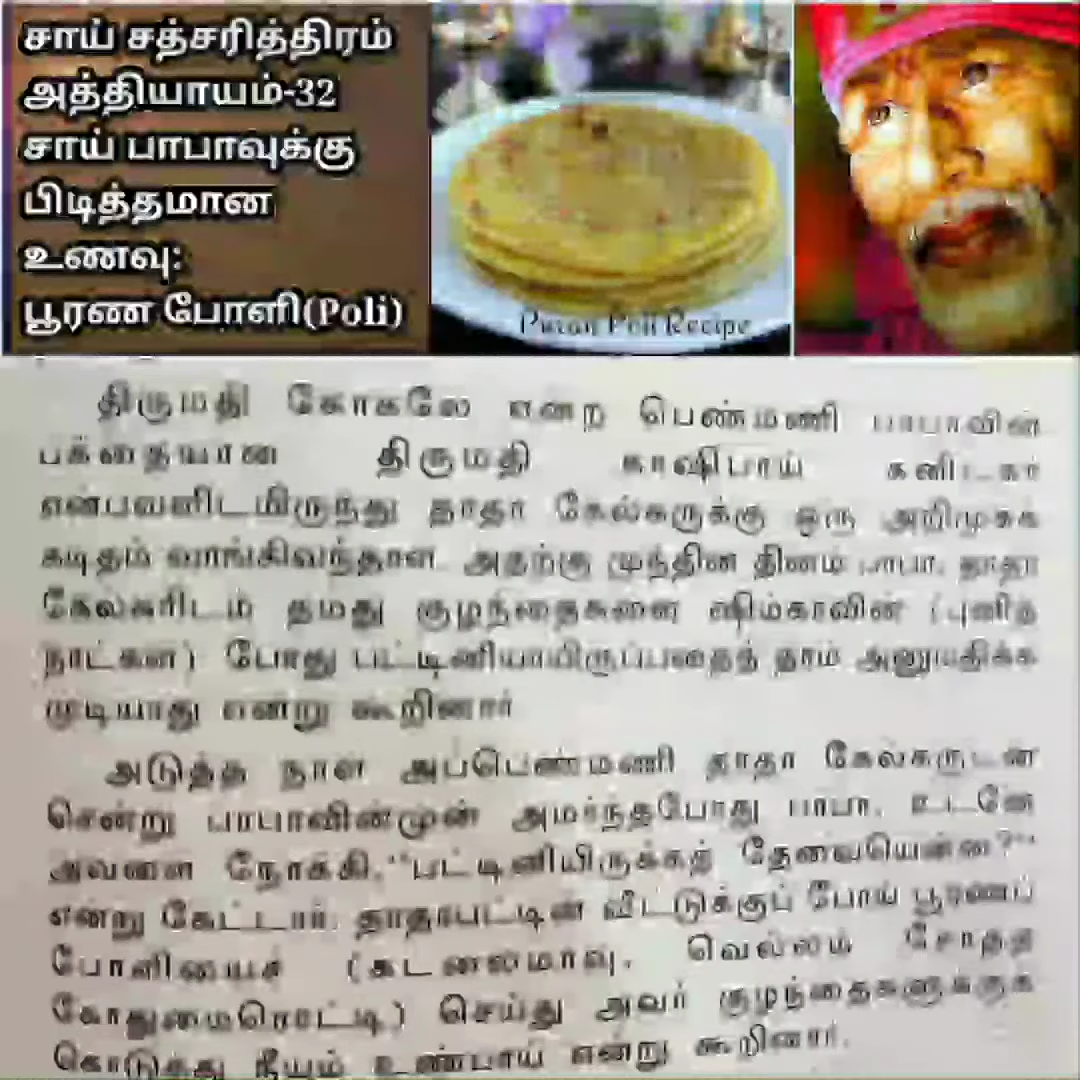 சாய் சத்சரித்திரம்
அத்தியாயம்-32
சாய் பாபாவுக்கு
பிடித்தமான
உணவு:
பூரண போளி(Poli)
Puran Poli Recipe
திருமதி கோகலே என்ற பெண்மணி பாபாவின்
பக்தையான திருமதி காஷிபாய் கனிட்கர்
என்பவளிடமிருந்து தாதா கேல்கருக்கு ஒரு அறிமுகக்
கடிதம் வாங்கிவந்தாள். அதற்கு முந்தின தினம் பாபா, தாதா
கேல்கரிடம் தமது குழந்தைகளை ஷிம்காவின் (புனித
நாட்கள்) போது பட்டினியாயிருப்பதைத் தாம் அனுமதிக்க
முடியாது என்று கூறினார்
அடுத்த நாள் அப்பெண்மணி தாதா கேல்கருடன்
சென்று பாபாவின்முன் அமர்ந்தபோது பாபா, உடனே
அவளை நோக்கி, "பட்டினியிருக்கத் தேவையென்ன?"
என்று கேட்டார். தாதாபட்டின் வீட்டுக்குப் போய் பூரணப்
போளியைச் (கடலைமாவு, வெல்லம் சேர்த்த
கோதுமைரொட்டி) செய்து அவர் குழந்தைகளுக்குக்
கொடுத்து நீயும் உண்பாய் என்று கூறினார்.